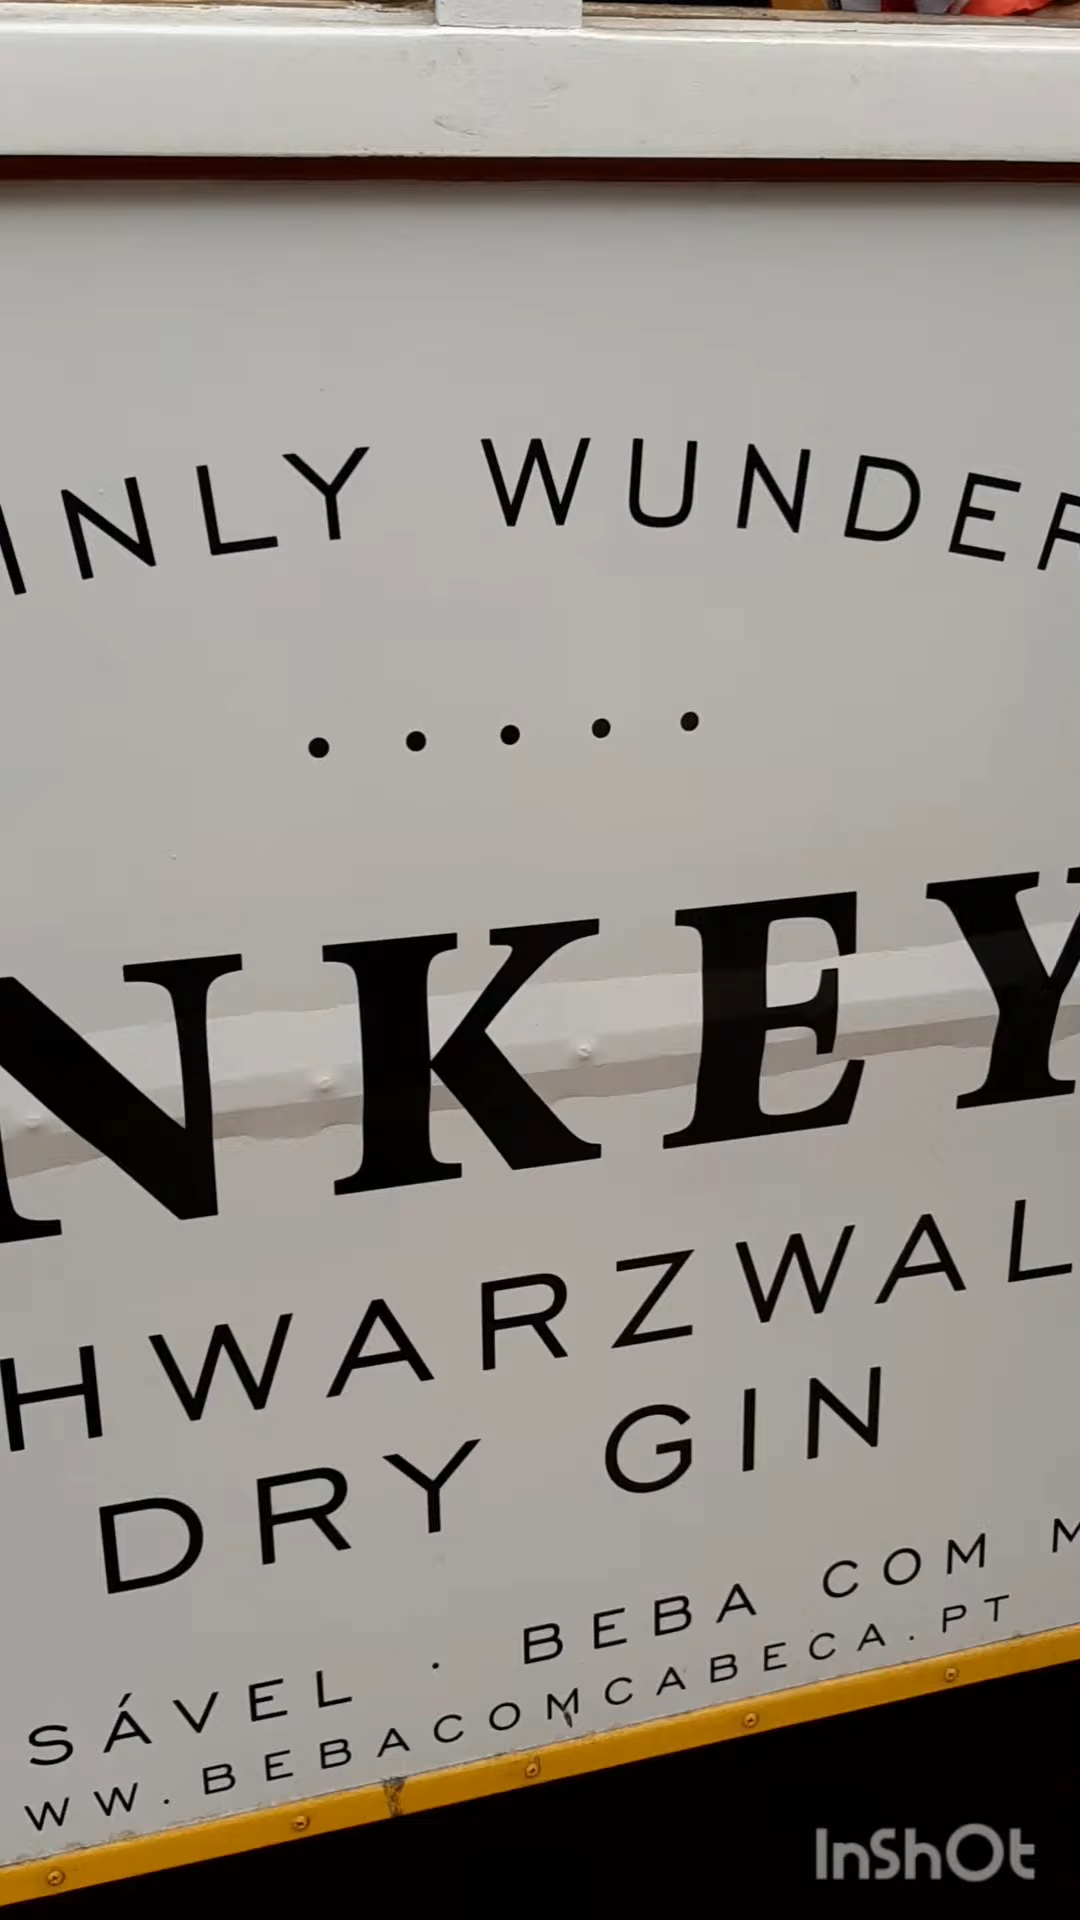 INLY WUNDER
NKEY
HWARZWAL
DRY GIN
SÁVEL . BEBA COM M
WW.BEBACOMCABECA.PT
InShOt